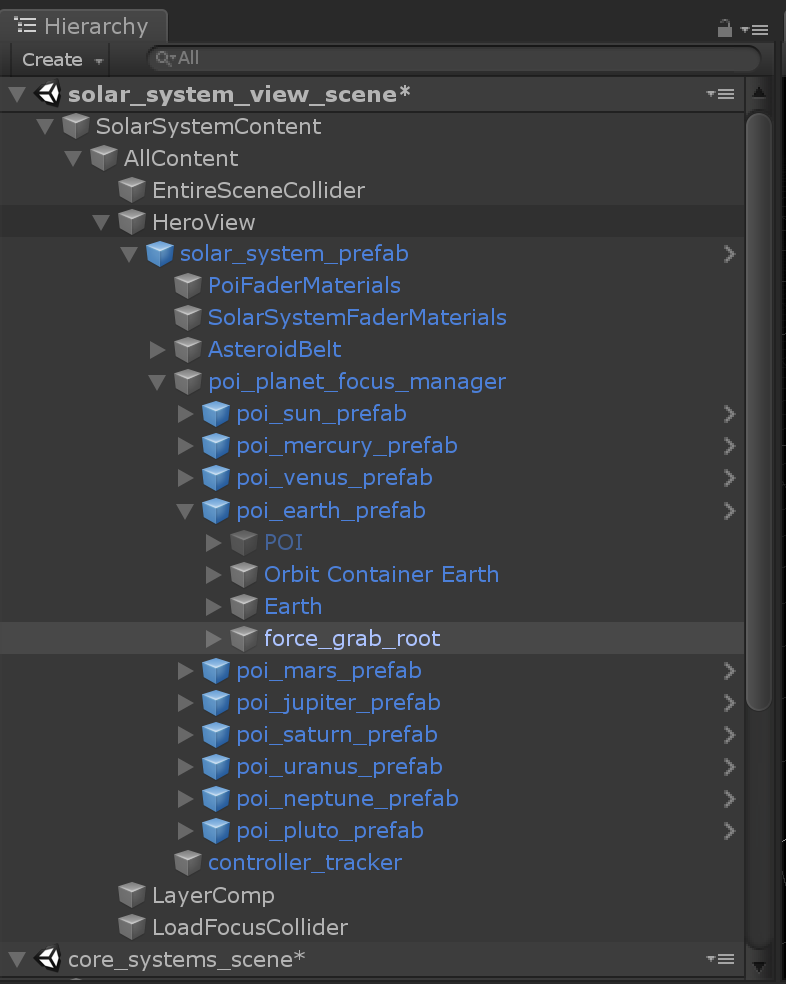 Hierarchy
Create All
solar_system_view_scene*
SolarSystemContent
AllContent
EntireSceneCollider
HeroView
solar_system_prefab
PoiFaderMaterials
SolarSystemFaderMaterials
AsteroidBelt
poi_planet_focus_manager
poi_sun_prefab
poi_mercury_prefab
poi_venus_prefab
poi_earth_prefab
POI
Orbit Container Earth
Earth
force_grab_root
poi_mars_prefab
poi_jupiter_prefab
poi_saturn_prefab
poi_uranus_prefab
poi_neptune_prefab
poi_pluto_prefab
controller_tracker
LayerComp
LoadFocusCollider
core_systems_scene*